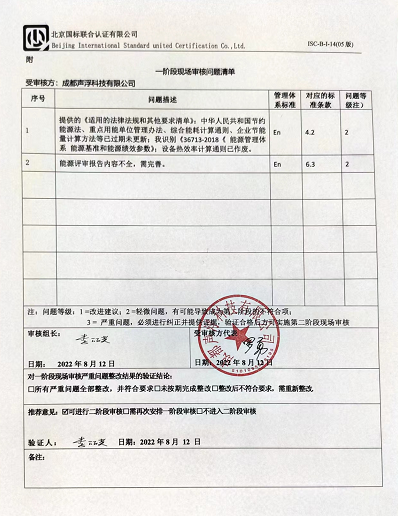 北京国标联合认证有限公司
Beijing International Standard united Certification Co.,Ltd.
ISC-B-I-14(05版)
附
一阶段现场审核问题清单
受审核方：成都声浮科技有限公司
序号 问题描述 管理体系标准 对应的标准条款 问题等级注）
1 提供的《适用的法律法规和其他要求清单》：中华人民共和国节约
能源法、重点用能单位管理办法、综合能耗计算通则、企业节能
量计算方法等已过期未更新；我识别《36713-2018《 能源管理体
系 能源基准和能源绩效参数》；设备热效率计算通则已作废。
En 4.2 2
2 能源评审报告内容不全，需完善。 En 6.3 2
注：问题等级：1 =改进建议；2 =轻微问题，有可能导致成为第二阶段的不符合项；
3 = 严重问题，必须进行纠正并提供证据，验证合格后方可实施第二阶段现场审核
审核组长： 受审核方代表：
日期： 2022 年 8 月 12 日 日期：2022 年 8 月 12 日
对一阶段现场审核严重问题整改结果的验证结论：
□所有严重问题全部整改，并符合要求□未按期完成整改□整改后不符合要求，需重新整改.
推荐意见：☑可进行二阶段审核□需再次安排一阶段审核□不进入二阶段审核
验证人： 日期：2022 年 8 月 12 日
备注：